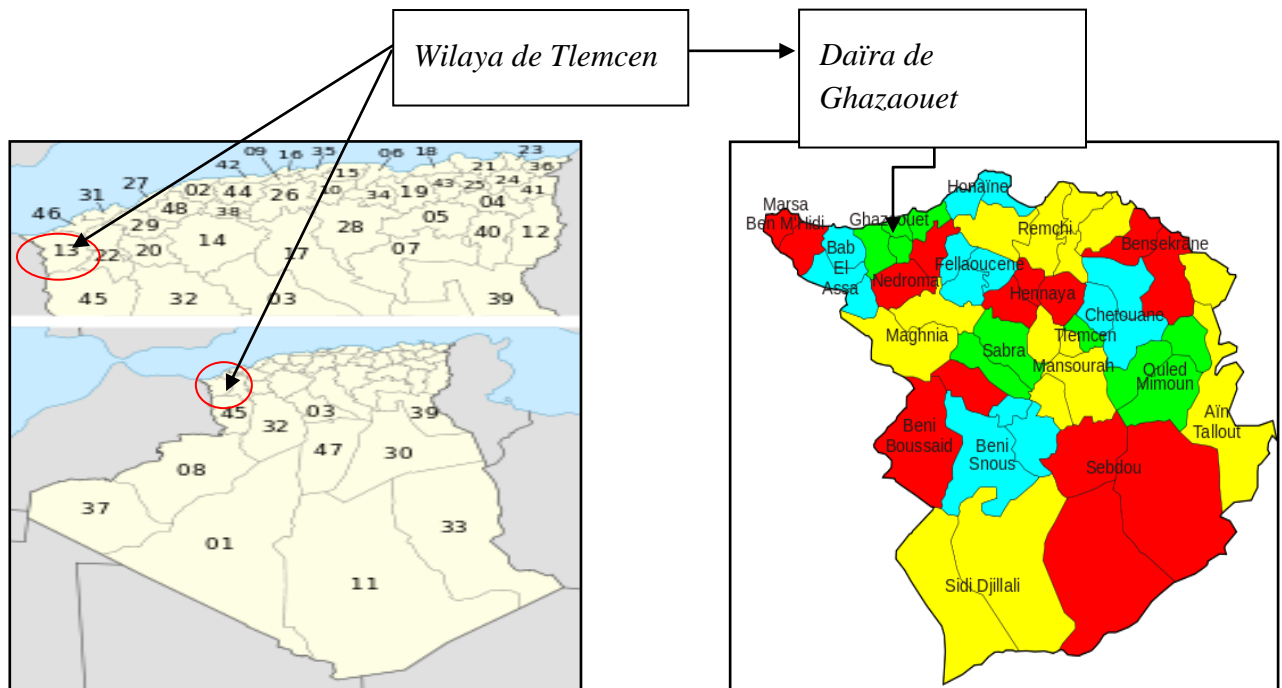 Wilaya de Tlemcen
Daïra de
Ghazaouet
09 16 35 06 18 23
42 15 21 36
27 02 44 26 10 34 19 43 25 24 41
31 48 38 04
46 29 28 05 40 12
13 22 20 14 17 07
45 32 03 39
45 32 03 39
47 30
08
37 01 33
11
Honaïne
Marsa
Ben M'Hidi
Ghazaouet
Remchi
Bab
El
Assa
Bensekrane
Fellaoucene
Nedroma
Hennaya
Chetouane
Maghnia
Tlemcen
Sabra
Mansourah
Ouled
Mimoun
Aïn
Tallout
Beni
Boussaid
Beni
Snous
Sebdou
Sidi Djillali